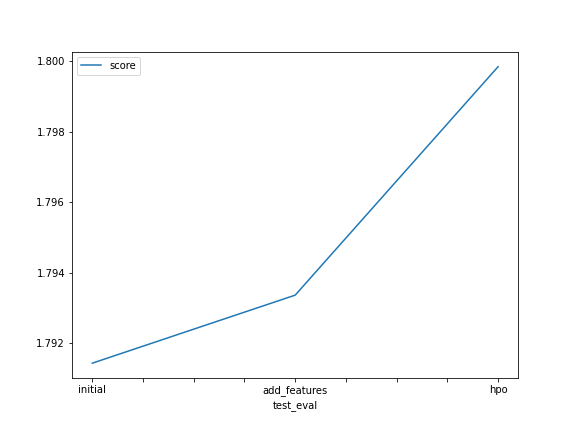 1.800
score
1.798
1.796
1.794
1.792
initial
add_features
hpo
test_eval